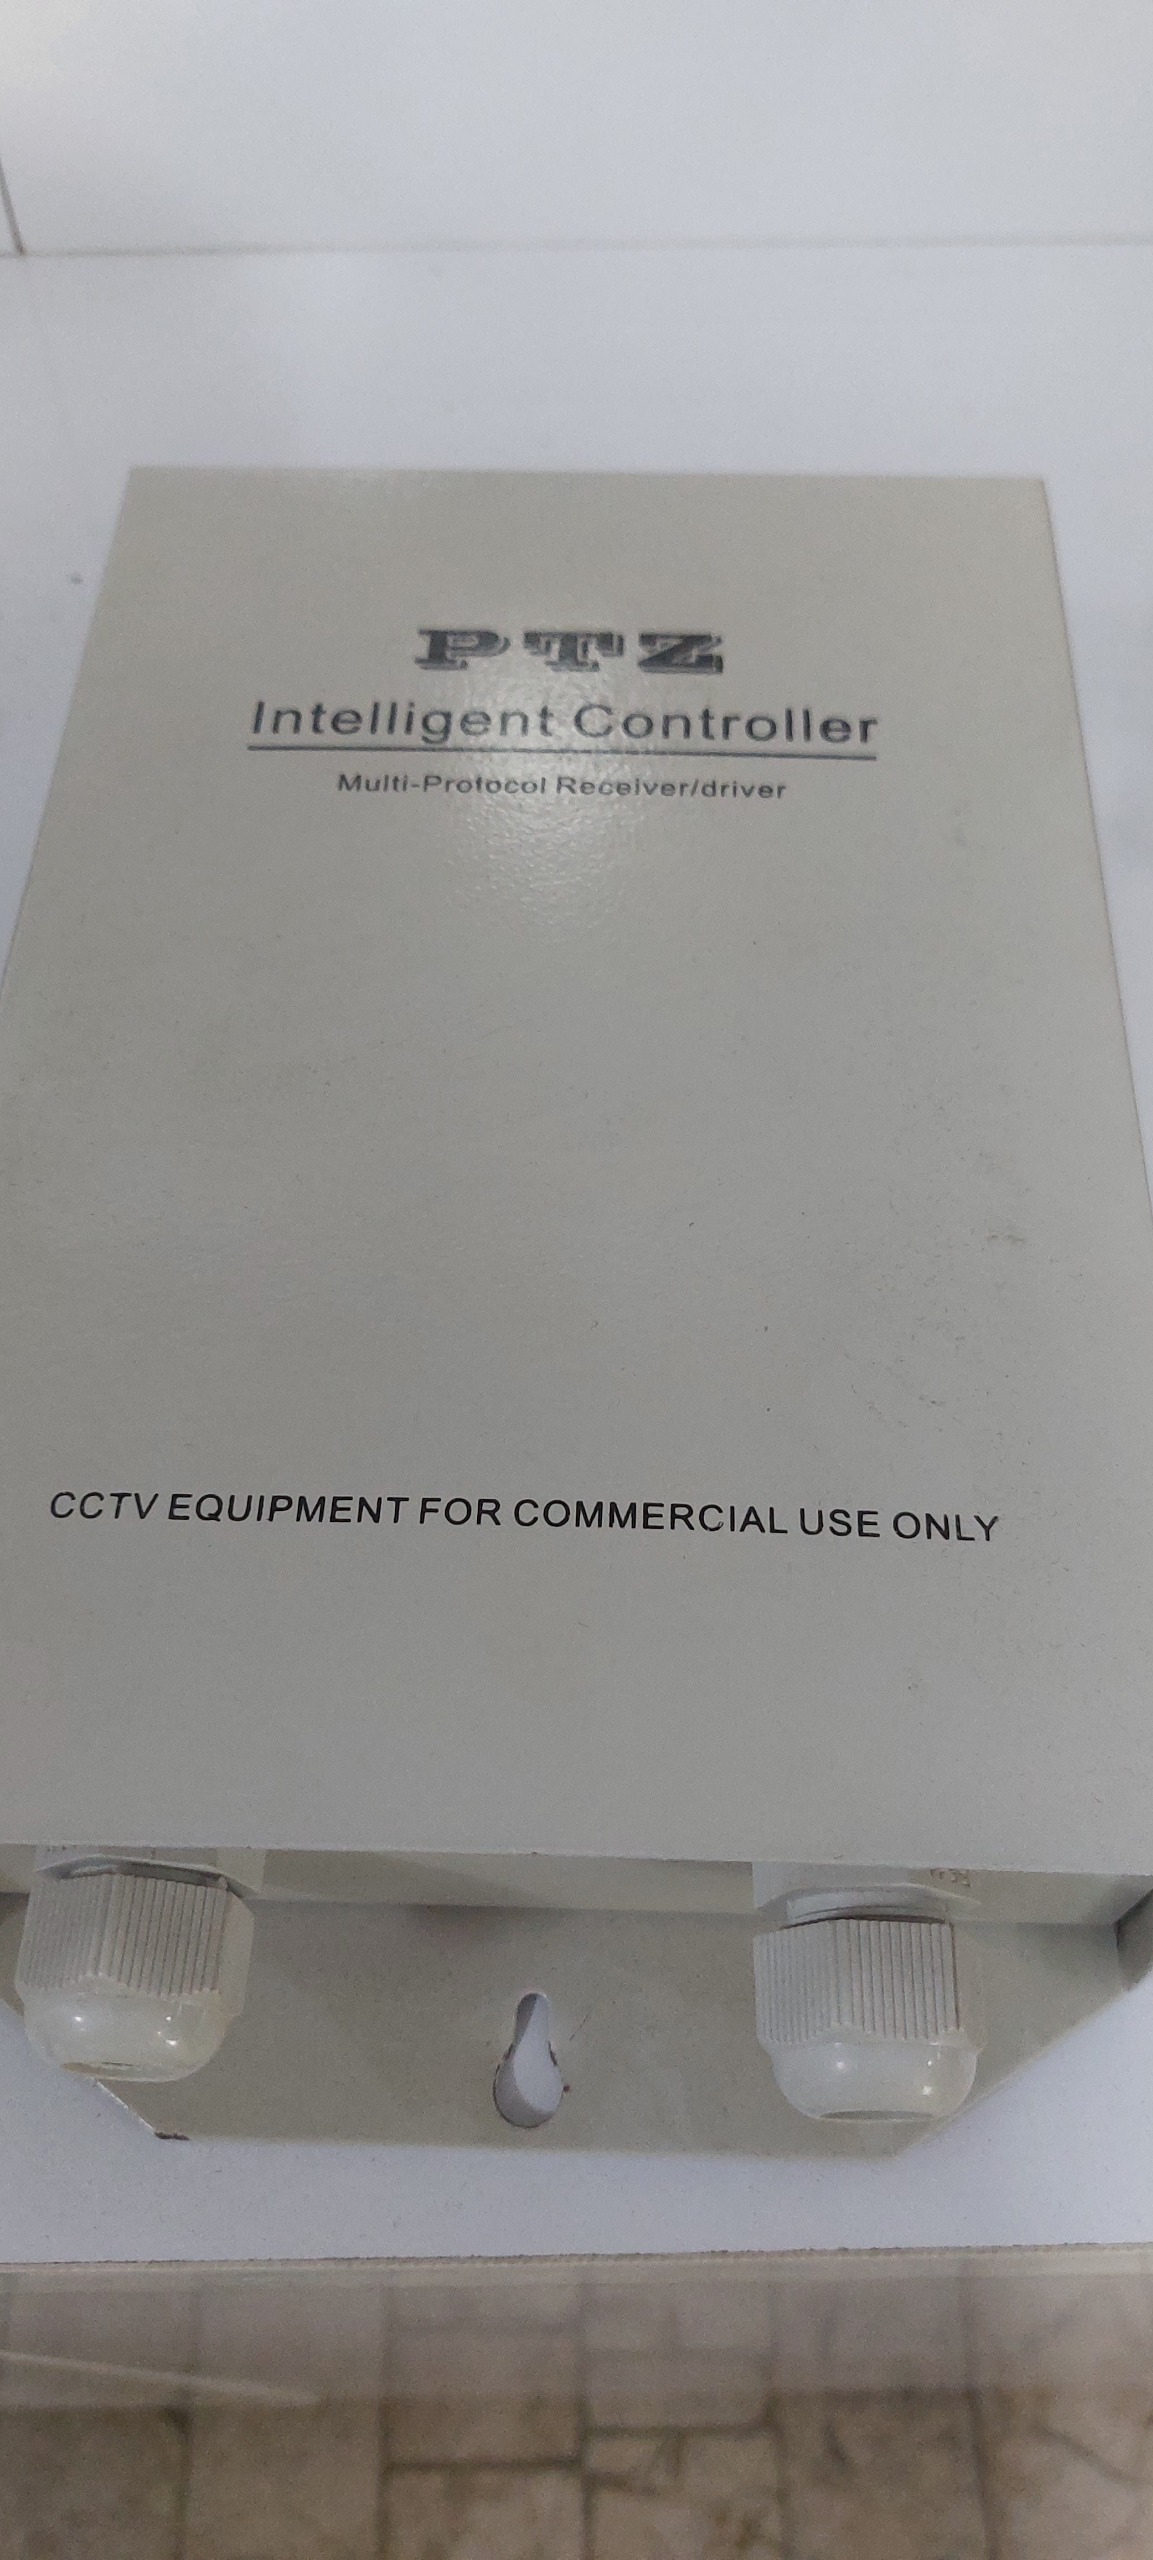 PTZ
Intelligent Controller
Multi-Protocol Receiver/driver
CCTV EQUIPMENT FOR COMMERCIAL USE ONLY